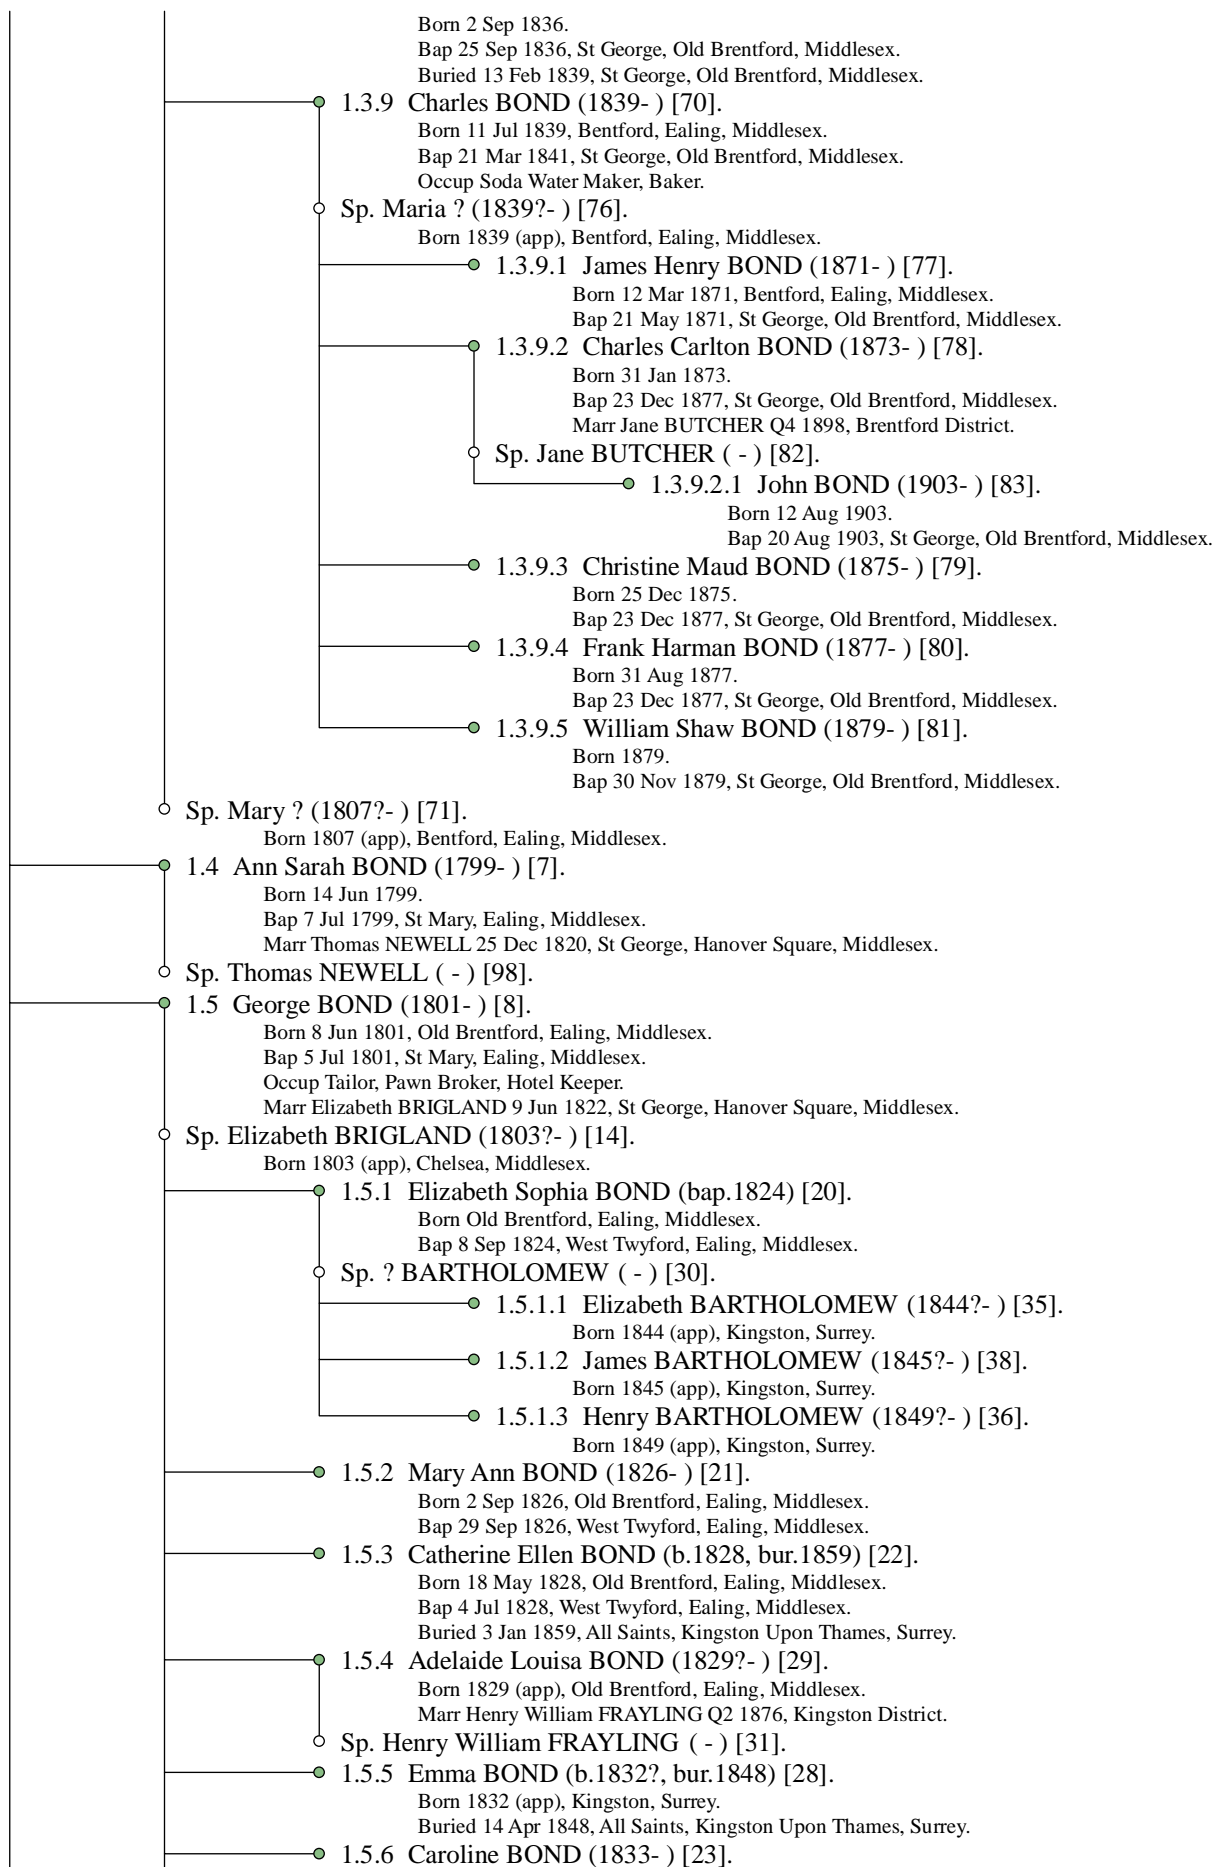 Born 2 Sep 1836.
Bap 25 Sep 1836, St George, Old Brentford, Middlesex.
Buried 13 Feb 1839, St George, Old Brentford, Middlesex.
1.3.9 Charles BOND (1839- ) [70].
Born 11 Jul 1839, Bentford, Ealing, Middlesex.
Bap 21 Mar 1841, St George, Old Brentford, Middlesex.
Occup Soda Water Maker, Baker.
Sp. Maria ? (1839?- ) [76].
Born 1839 (app), Bentford, Ealing, Middlesex.
1.3.9.1 James Henry BOND (1871- ) [77].
Born 12 Mar 1871, Bentford, Ealing, Middlesex.
Bap 21 May 1871, St George, Old Brentford, Middlesex.
1.3.9.2 Charles Carlton BOND (1873- ) [78].
Born 31 Jan 1873.
Bap 23 Dec 1877, St George, Old Brentford, Middlesex.
Marr Jane BUTCHER Q4 1898, Brentford District.
Sp. Jane BUTCHER ( - ) [82].
1.3.9.2.1 John BOND (1903- ) [83].
Born 12 Aug 1903.
Bap 20 Aug 1903, St George, Old Brentford, Middlesex.
1.3.9.3 Christine Maud BOND (1875- ) [79].
Born 25 Dec 1875.
Bap 23 Dec 1877, St George, Old Brentford, Middlesex.
1.3.9.4 Frank Harman BOND (1877- ) [80].
Born 31 Aug 1877.
Bap 23 Dec 1877, St George, Old Brentford, Middlesex.
1.3.9.5 William Shaw BOND (1879- ) [81].
Born 1879.
Bap 30 Nov 1879, St George, Old Brentford, Middlesex.
Sp. Mary ? (1807?- ) [71].
Born 1807 (app), Bentford, Ealing, Middlesex.
1.4 Ann Sarah BOND (1799- ) [7].
Born 14 Jun 1799.
Bap 7 Jul 1799, St Mary, Ealing, Middlesex.
Marr Thomas NEWELL 25 Dec 1820, St George, Hanover Square, Middlesex.
Sp. Thomas NEWELL ( - ) [98].
1.5 George BOND (1801- ) [8].
Born 8 Jun 1801, Old Brentford, Ealing, Middlesex.
Bap 5 Jul 1801, St Mary, Ealing, Middlesex.
Occup Tailor, Pawn Broker, Hotel Keeper.
Marr Elizabeth BRIGLAND 9 Jun 1822, St George, Hanover Square, Middlesex.
Sp. Elizabeth BRIGLAND (1803?- ) [14].
Born 1803 (app), Chelsea, Middlesex.
1.5.1 Elizabeth Sophia BOND (bap.1824) [20].
Born Old Brentford, Ealing, Middlesex.
Bap 8 Sep 1824, West Twyford, Ealing, Middlesex.
Sp. ? BARTHOLOMEW ( - ) [30].
1.5.1.1 Elizabeth BARTHOLOMEW (1844?- ) [35].
Born 1844 (app), Kingston, Surrey.
1.5.1.2 James BARTHOLOMEW (1845?- ) [38].
Born 1845 (app), Kingston, Surrey.
1.5.1.3 Henry BARTHOLOMEW (1849?- ) [36].
Born 1849 (app), Kingston, Surrey.
1.5.2 Mary Ann BOND (1826- ) [21].
Born 2 Sep 1826, Old Brentford, Ealing, Middlesex.
Bap 29 Sep 1826, West Twyford, Ealing, Middlesex.
1.5.3 Catherine Ellen BOND (b.1828, bur.1859) [22].
Born 18 May 1828, Old Brentford, Ealing, Middlesex.
Bap 4 Jul 1828, West Twyford, Ealing, Middlesex.
Buried 3 Jan 1859, All Saints, Kingston Upon Thames, Surrey.
1.5.4 Adelaide Louisa BOND (1829?- ) [29].
Born 1829 (app), Old Brentford, Ealing, Middlesex.
Marr Henry William FRAYLING Q2 1876, Kingston District.
Sp. Henry William FRAYLING ( - ) [31].
1.5.5 Emma BOND (b.1832?, bur.1848) [28].
Born 1832 (app), Kingston, Surrey.
Buried 14 Apr 1848, All Saints, Kingston Upon Thames, Surrey.
1.5.6 Caroline BOND (1833- ) [23].